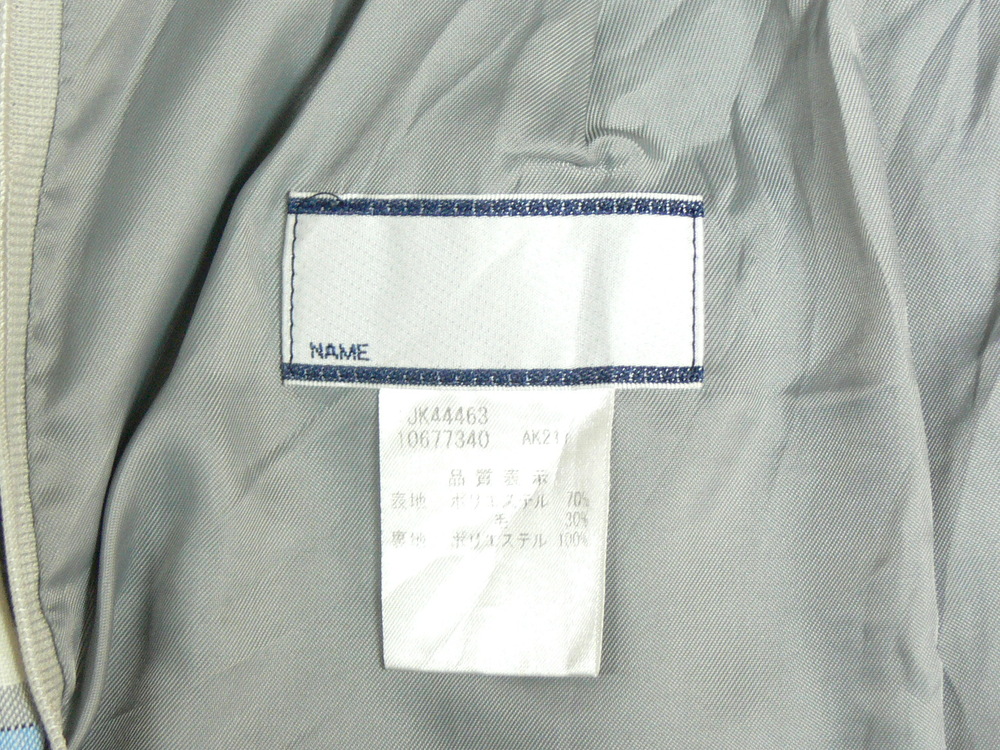 NAME
JK44463
10677340 AK217
品質表示
表地 ポリエステル 70%
毛 30%
裏地 ポリエステル 100%